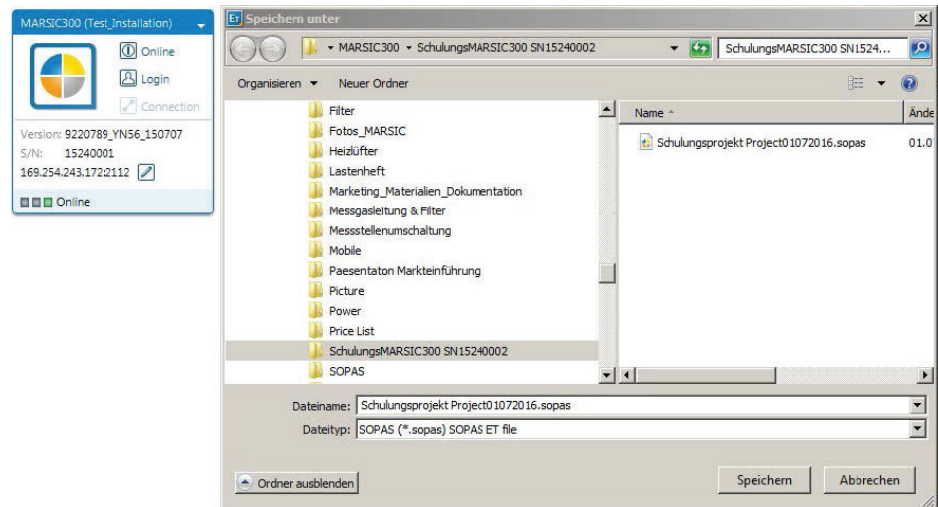 MARSIC300 (Test_Installation)
Online
Login
Connection
Version: 9220789_YN56_150707
S/N: 15240001
169.254.243.172:2112
Online
ET Speichern unter
MARSIC300 SchulungsMARSIC300 SN15240002
SchulungsMARSIC300 SN1524...
Organisieren Neuer Ordner
Filter
Fotos_MARSIC
Heizlüfter
Lastenheft
Marketing_Materialien_Dokumentation
Messgasleitung & Filter
Messstellenumschaltung
Mobile
Paesentaton Markteinführung
Picture
Power
Price List
SchulungsMARSIC300 SN15240002
SOPAS
Name Ände
Schulungsprojekt Project01072016.sopas 01.0
Dateiname: Schulungsprojekt Project01072016.sopas
Dateityp: SOPAS (*.sopas) SOPAS ET file
Ordner ausblenden
Speichern Abbrechen